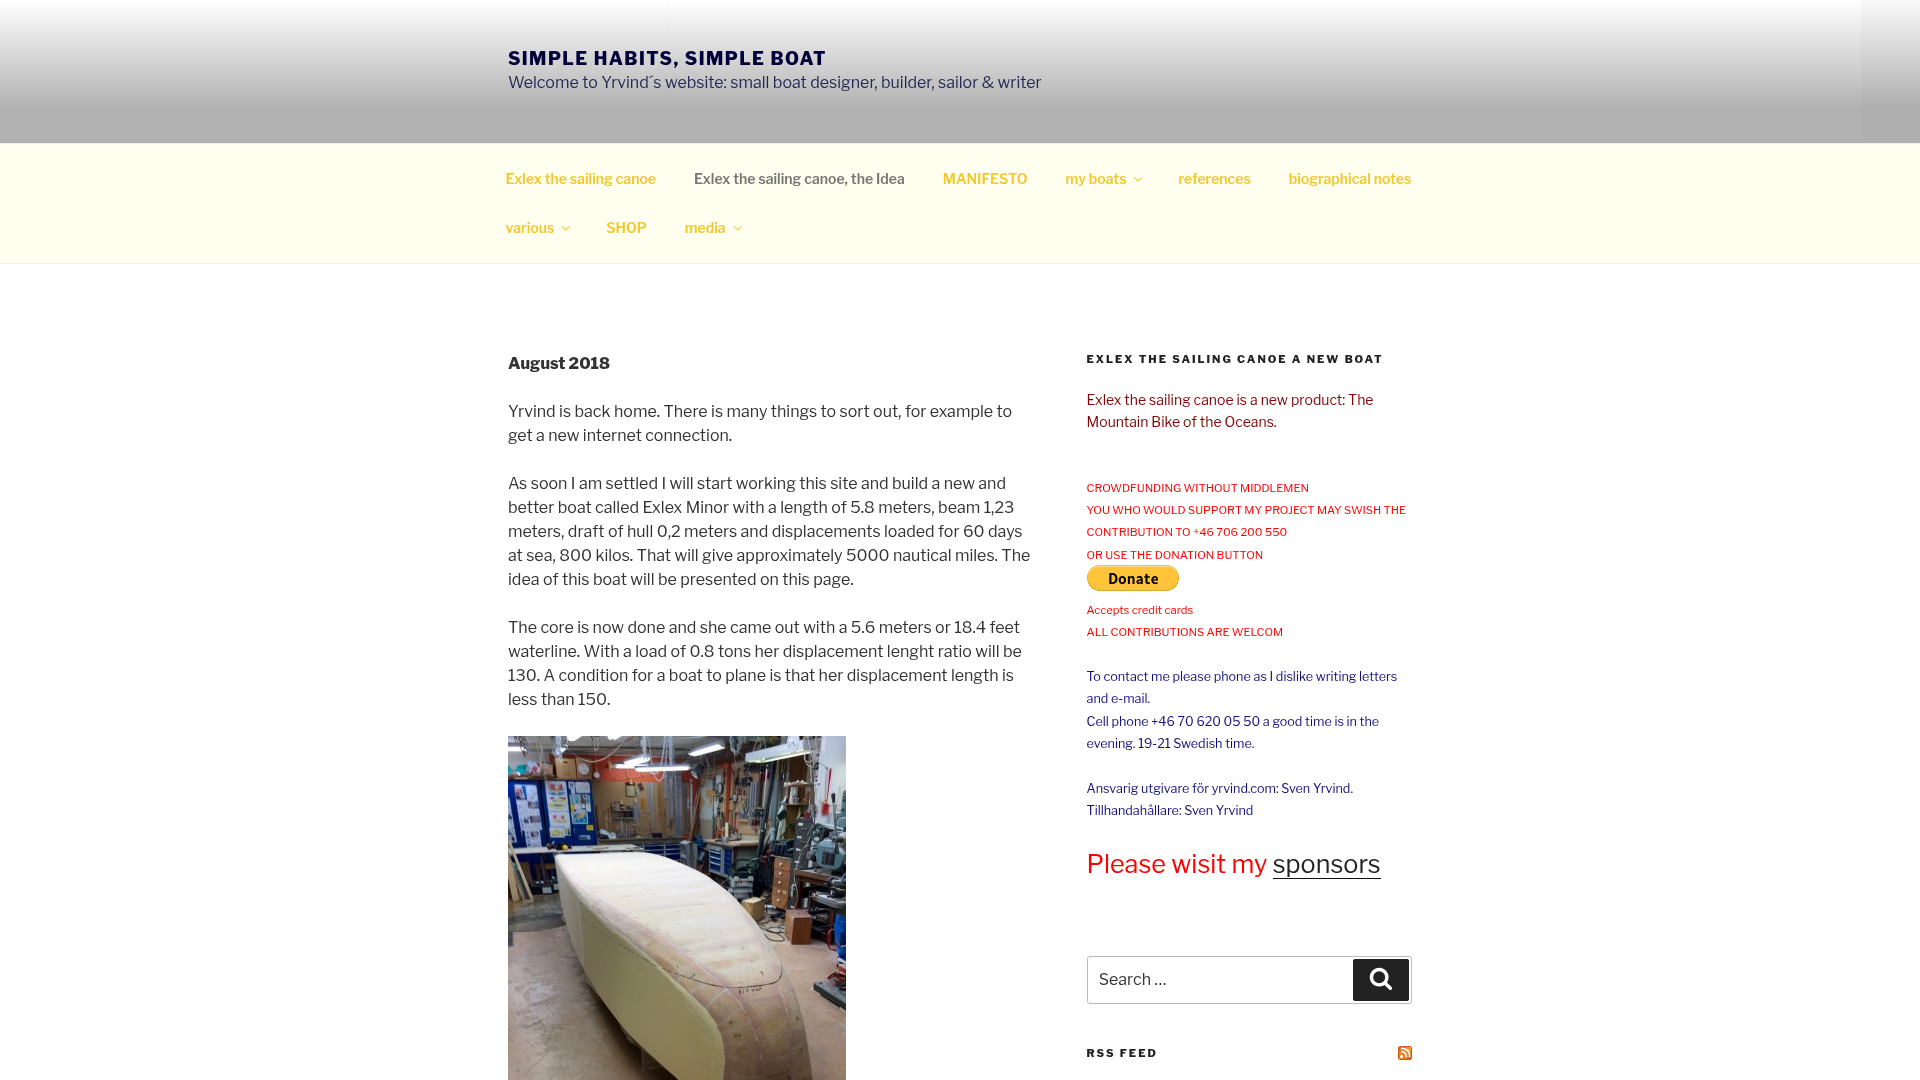 SIMPLE HABITS, SIMPLE BOAT
Welcome to Yrvind´s website: small boat designer, builder, sailor & writer
Exlex the sailing canoe
Exlex the sailing canoe, the Idea
MANIFESTO
my boats
references
biographical notes
various
SHOP
media
August 2018
Yrvind is back home. There is many things to sort out, for example to
get a new internet connection.
As soon I am settled I will start working this site and build a new and
better boat called Exlex Minor with a length of 5.8 meters, beam 1,23
meters, draft of hull 0,2 meters and displacements loaded for 60 days
at sea, 800 kilos. That will give approximately 5000 nautical miles. The
idea of this boat will be presented on this page.
The core is now done and she came out with a 5.6 meters or 18.4 feet
waterline. With a load of 0.8 tons her displacement lenght ratio will be
130. A condition for a boat to plane is that her displacement length is
less than 150.
EXLEX THE SAILING CANOE A NEW BOAT
Exlex the sailing canoe is a new product: The
Mountain Bike of the Oceans.
CROWDFUNDING WITHOUT MIDDLEMEN
YOU WHO WOULD SUPPORT MY PROJECT MAY SWISH THE
CONTRIBUTION TO +46 706 200 550
OR USE THE DONATION BUTTON
Donate
Accepts credit cards
ALL CONTRIBUTIONS ARE WELCOM
To contact me please phone as I dislike writing letters
and e-mail.
Cell phone +46 70 620 05 50 a good time is in the
evening. 19-21 Swedish time.
Ansvarig utgivare för yrvind.com: Sven Yrvind.
Tillhandahållare: Sven Yrvind
Please wisit my sponsors
Search …
RSS FEED